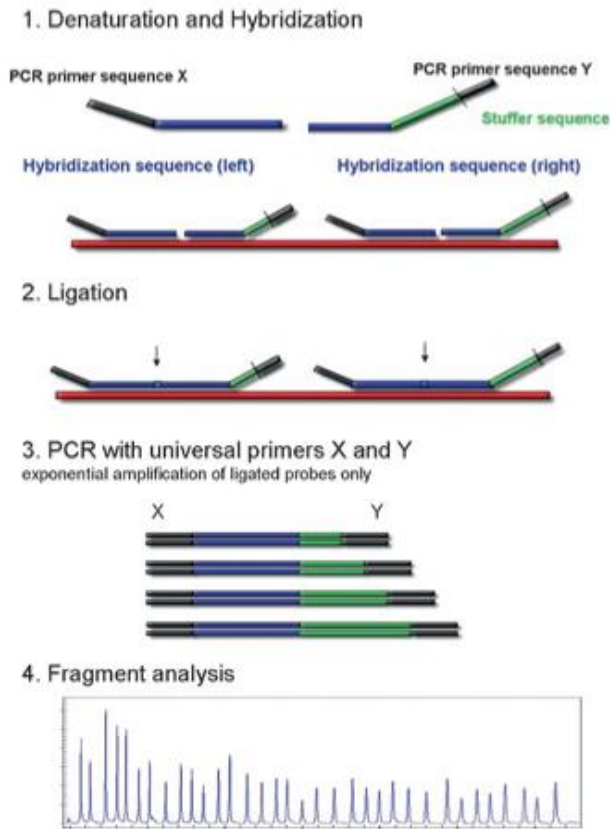 1. Denaturation and Hybridization
PCR primer sequence X
PCR primer sequence Y
Stuffer sequence
Hybridization sequence (left)
Hybridization sequence (right)
2. Ligation
3. PCR with universal primers X and Y
exponential amplification of ligated probes only
X
Y
4. Fragment analysis